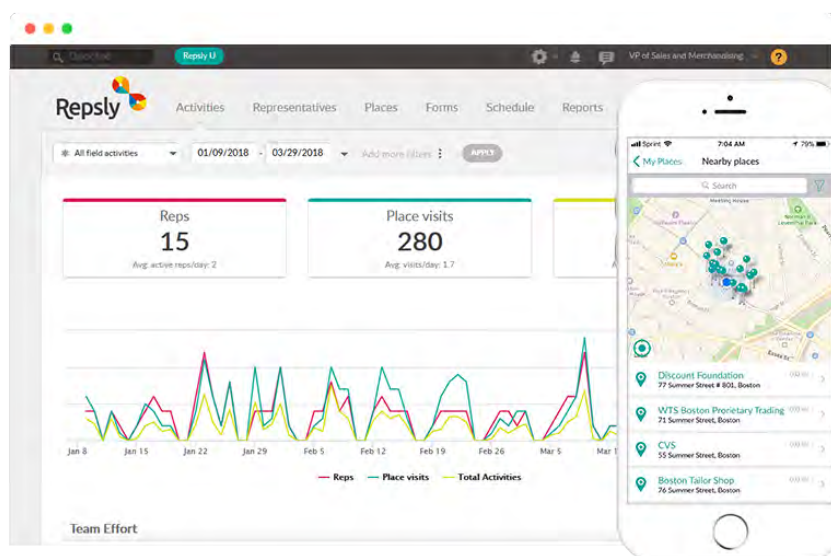 Repsly U
VP of Sales and Merchandising
?
Repsly
Activities
Representatives
Places
Forms
Schedule
Reports
All field activities
01/09/2018 - 03/29/2018
Add more filters
APPLY
Reps
15
Avg. active reps/day: 2
Place visits
280
Avg. visits/day: 1.7
Jan 8
Jan 15
Jan 22
Jan 29
Feb 5
Feb 12
Feb 19
Feb 26
Mar 5
Mar 1
Reps
Place visits
Total Activities
Team Effort
Sprint
7:04 AM
79%
My Places
Nearby places
Search
Discount Foundation
77 Summer Street # 801, Boston
WTS Boston Prorietary Trading
71 Summer Street, Boston
CVS
55 Summer Street, Boston
Boston Tailor Shop
76 Summer Street, Boston